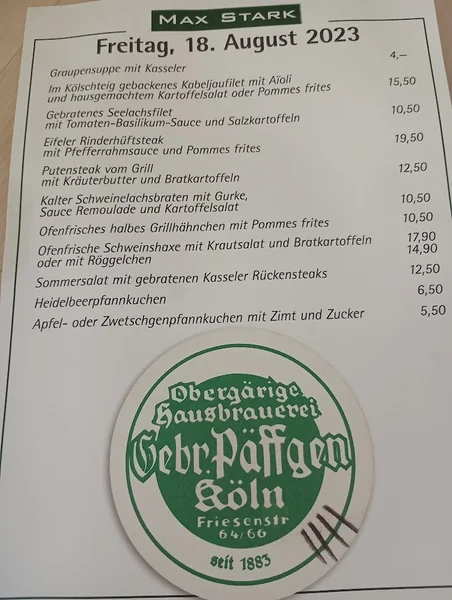 MAX STARK
Freitag, 18. August 2023
Graupensuppe mit Kasseler 4,–
Im Kölschteig gebackenes Kabeljaufilet mit Aïoli
und hausgemachtem Kartoffelsalat oder Pommes frites 15,50
Gebratenes Seelachsfilet
mit Tomaten-Basilikum-Sauce und Salzkartoffeln 10,50
Eifeler Rinderhüftsteak
mit Pfefferrahmsauce und Pommes frites 19,50
Putensteak vom Grill
mit Kräuterbutter und Bratkartoffeln 12,50
Kalter Schweinelachsbraten mit Gurke,
Sauce Remoulade und Kartoffelsalat 10,50
Ofenfrisches halbes Grillhähnchen mit Pommes frites 10,50
Ofenfrische Schweinshaxe mit Krautsalat und Bratkartoffeln 17,90
oder mit Röggelchen 14,90
Sommersalat mit gebratenen Kasseler Rückensteaks 12,50
Heidelbeerpfannkuchen 6,50
Apfel- oder Zwetschgenpfannkuchen mit Zimt und Zucker 5,50
Obergärige
Hausbrauerei
Gebr. Päffgen
Köln
Friesenstr
64/66
seit 1883